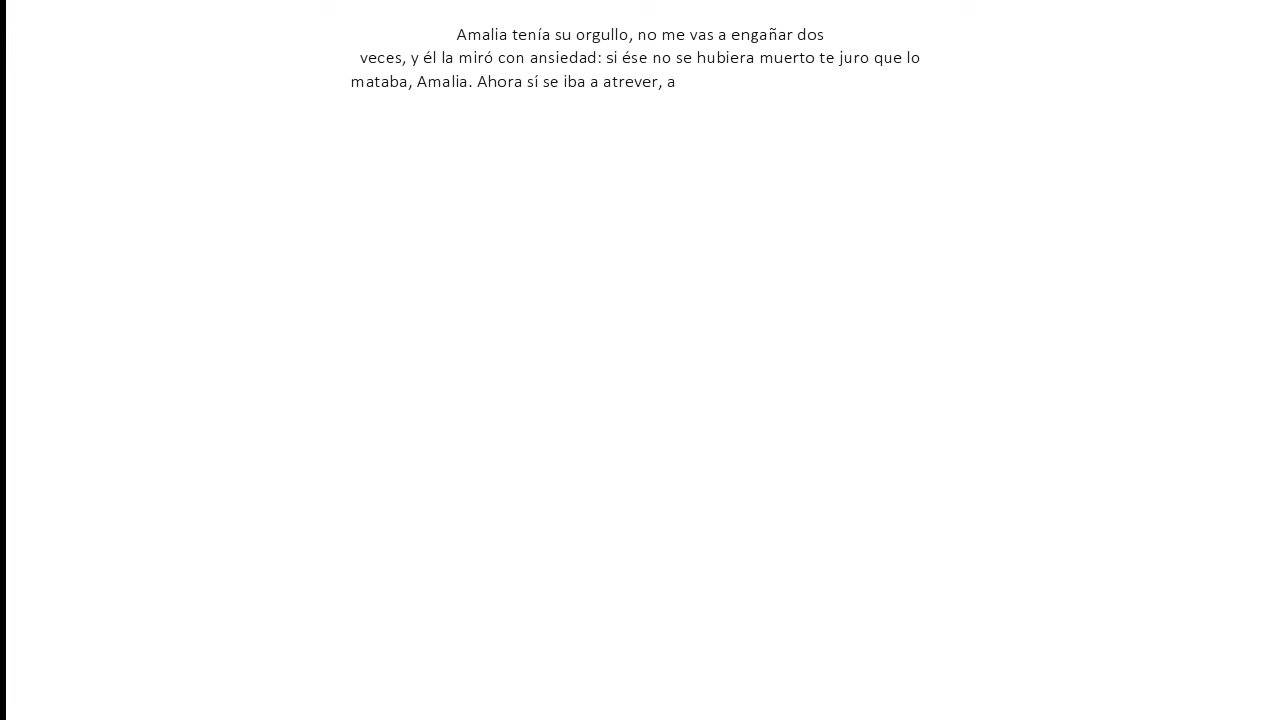 Amalia tenía su orgullo, no me vas a engañar dos
veces, y él la miró con ansiedad: si ése no se hubiera muerto te juro que lo
mataba, Amalia. Ahora sí se iba a atrever, a